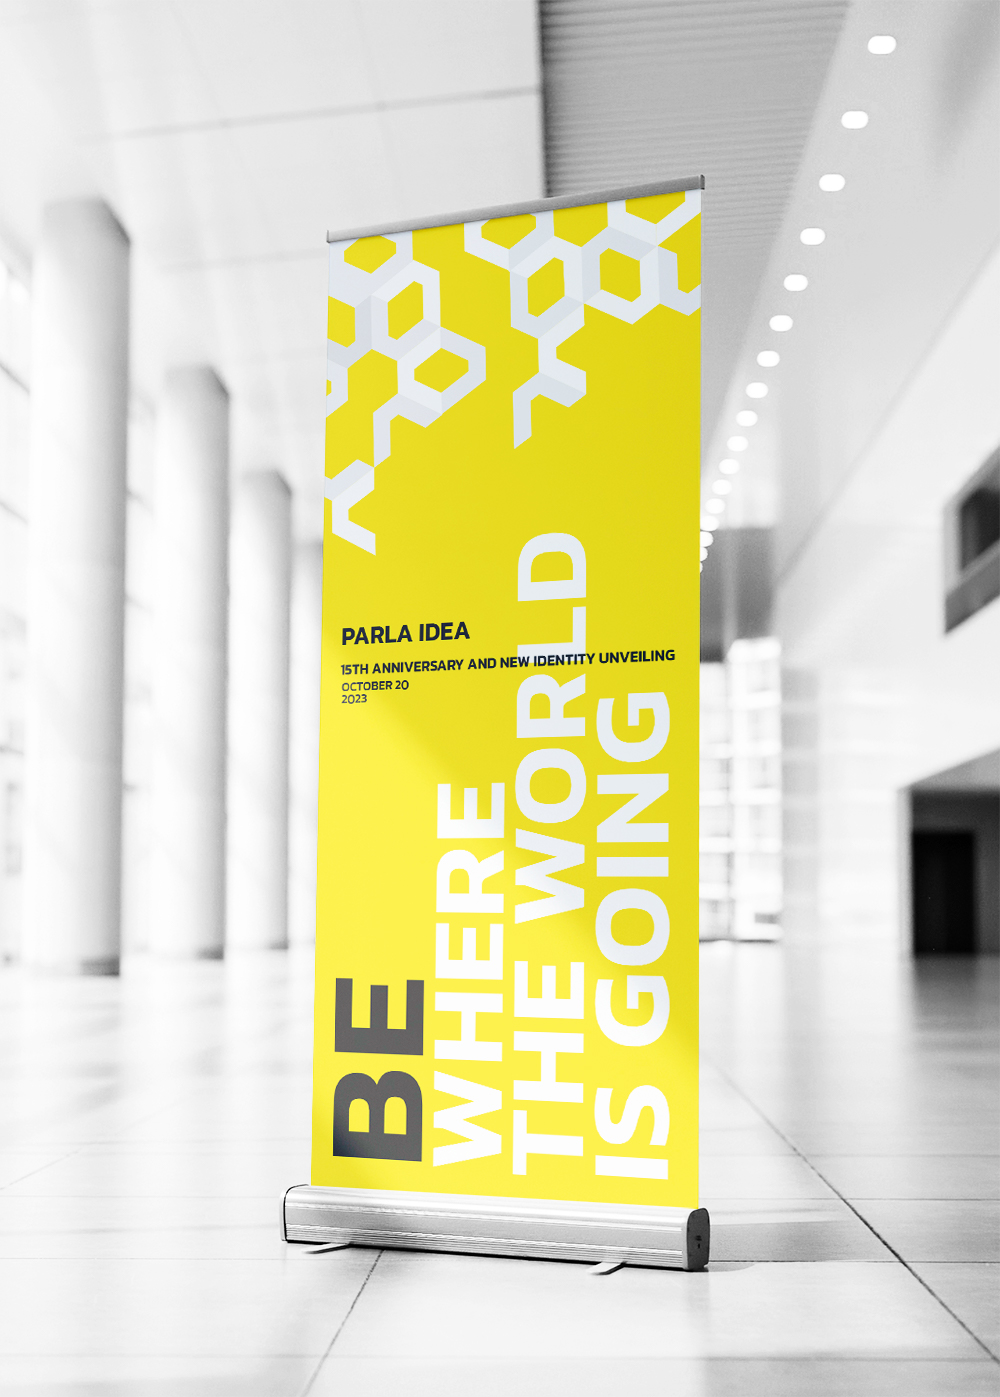 PARLA IDEA
15TH ANNIVERSARY AND NEW IDENTITY UNVEILING
OCTOBER 20
2023
BE
WHERE
THE WORLD
IS GOING